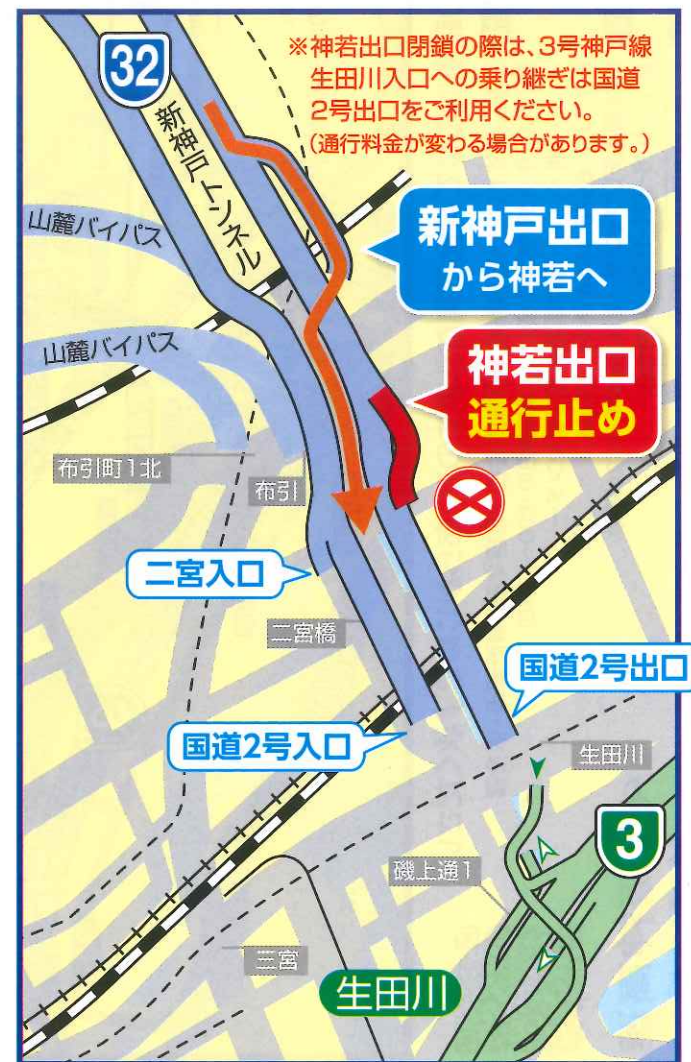 32
※神若出口閉鎖の際は、3号神戸線
生田川入口への乗り継ぎは国道
2号出口をご利用ください。
(通行料金が変わる場合があります。)
新神戸トンネル
山麓バイパス
新神戸出口
から神若へ
山麓バイパス
神若出口
通行止め
布引町1北
布引
二宮入口
二宮橋
国道2号出口
国道2号入口
生田川
3
磯上通1
三宮
生田川